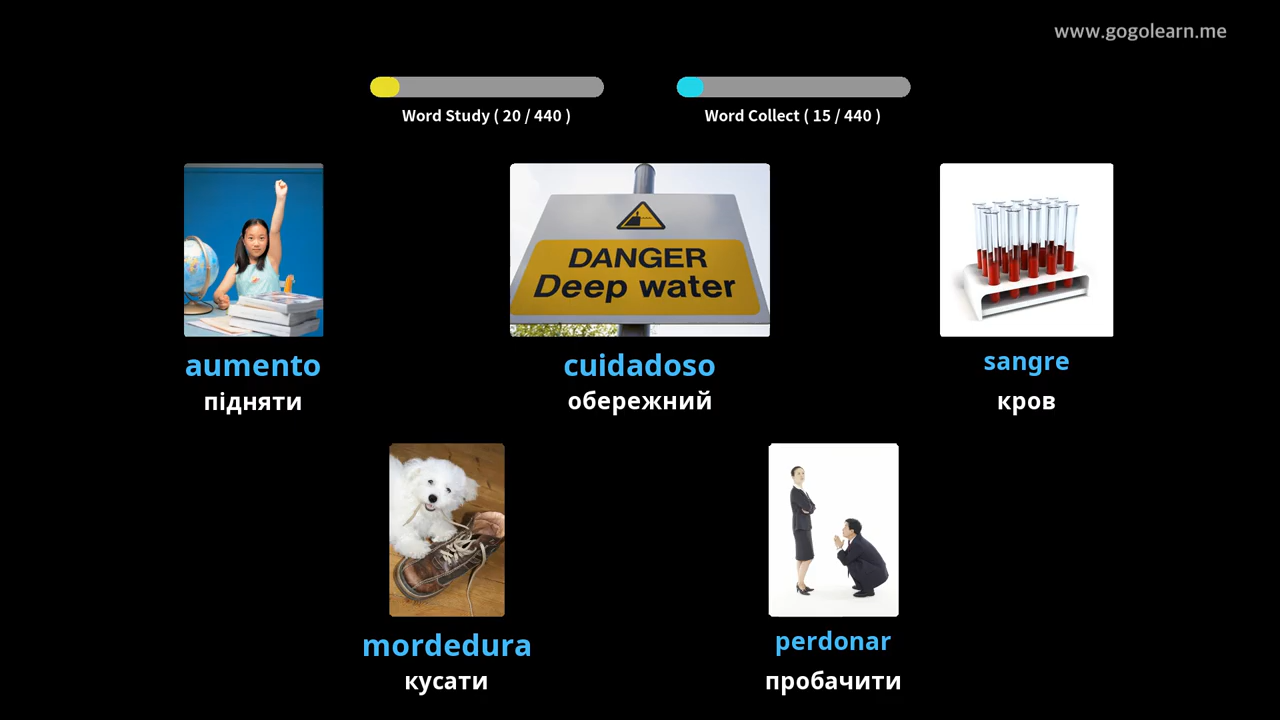 www.gogolearn.me
Word Study ( 20 / 440 )
Word Collect ( 15 / 440 )
DANGER
Deep water
aumento
підняти
cuidadoso
обережний
sangre
кров
mordedura
кусати
perdonar
пробачити